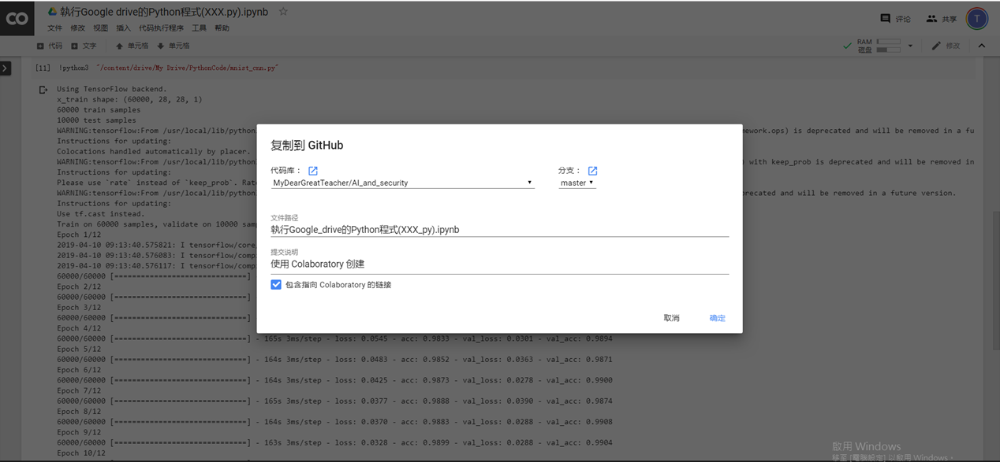 CO
執行Google drive的Python程式(XXX.py).ipynb
评论
共享
T
文件 修改 视图 插入 代码执行程序 工具 帮助
代码 文字 单元格 单元格
RAM
磁盘
修改
[11] !python3 "/content/drive/My Drive/PythonCode/mnist_cnn.py"
Using TensorFlow backend.
x_train shape: (60000, 28, 28, 1)
60000 train samples
10000 test samples
WARNING:tensorflow:From /usr/local/lib/python ework.ops) is deprecated and will be removed in a fu
Instructions for updating:
Colocations handled automatically by placer.
WARNING:tensorflow:From /usr/local/lib/python ) with keep_prob is deprecated and will be removed in
Instructions for updating:
Please use `rate` instead of `keep_prob`. Rat
WARNING:tensorflow:From /usr/local/lib/python recated and will be removed in a future version.
Instructions for updating:
Use tf.cast instead.
Train on 60000 samples, validate on 10000 samp
Epoch 1/12
2019-04-10 09:13:40.575821: I tensorflow/core
2019-04-10 09:13:40.576083: I tensorflow/comp
2019-04-10 09:13:40.576117: I tensorflow/comp
60000/60000 [==============================]
Epoch 2/12
60000/60000 [==============================]
Epoch 3/12
60000/60000 [==============================]
Epoch 4/12
60000/60000 [==============================] - 165s 3ms/step - loss: 0.0545 - acc: 0.9833 - val_loss: 0.0301 - val_acc: 0.9894
Epoch 5/12
60000/60000 [==============================] - 164s 3ms/step - loss: 0.0483 - acc: 0.9852 - val_loss: 0.0363 - val_acc: 0.9871
Epoch 6/12
60000/60000 [==============================] - 164s 3ms/step - loss: 0.0425 - acc: 0.9873 - val_loss: 0.0278 - val_acc: 0.9900
Epoch 7/12
60000/60000 [==============================] - 165s 3ms/step - loss: 0.0377 - acc: 0.9888 - val_loss: 0.0390 - val_acc: 0.9874
Epoch 8/12
60000/60000 [==============================] - 164s 3ms/step - loss: 0.0370 - acc: 0.9883 - val_loss: 0.0288 - val_acc: 0.9908
Epoch 9/12
60000/60000 [==============================] - 163s 3ms/step - loss: 0.0328 - acc: 0.9899 - val_loss: 0.0288 - val_acc: 0.9904
Epoch 10/12
复制到 GitHub
代码库： 分支：
MyDearGreatTeacher/AI_and_security master
文件路径
執行Google_drive的Python程式(XXX_py).ipynb
提交说明
使用 Colaboratory 创建
包含指向 Colaboratory 的链接
取消 确定
啟用 Windows
移至 [電腦設定] 以啟用 Windows。